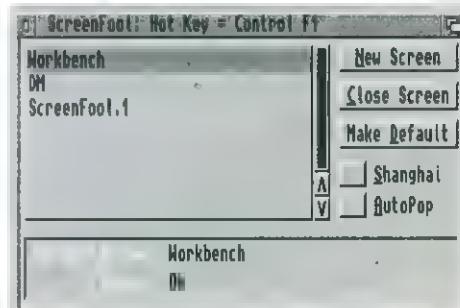 ScreenFool: Hot Key = Control F1
Workbench
DM
ScreenFool.1
New Screen
Close Screen
Make Default
Shanghai
AutoPop
Workbench
DM